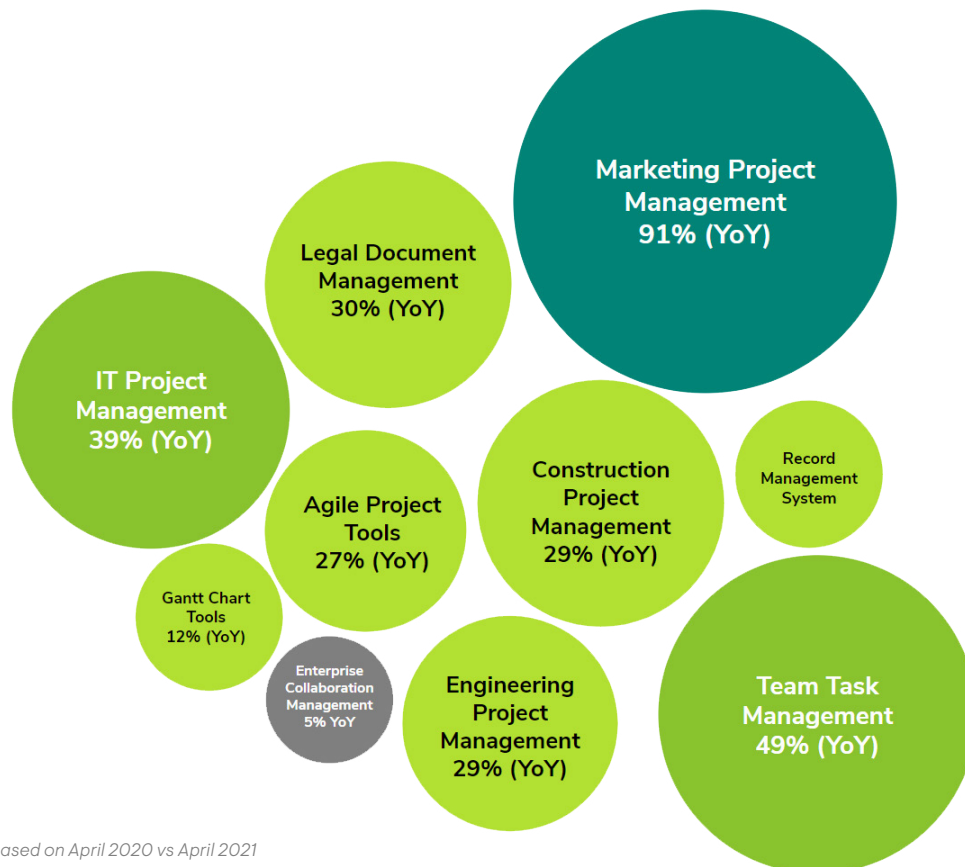 Marketing Project
Management
91% (YoY)
Legal Document
Management
30% (YoY)
IT Project
Management
39% (YoY)
Agile Project
Tools
27% (YoY)
Construction
Project
Management
29% (YoY)
Record
Management
System
Gantt Chart
Tools
12% (YoY)
Enterprise
Collaboration
Management
5% YoY
Engineering
Project
Management
29% (YoY)
Team Task
Management
49% (YoY)
ased on April 2020 vs April 2021